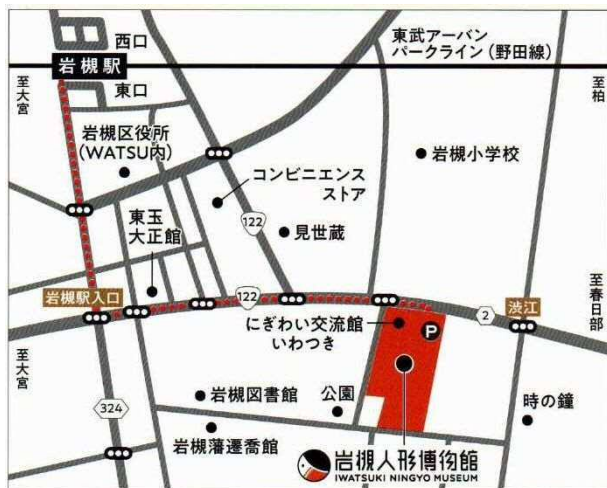 西口
岩槻駅
東口
東武アーバン
パークライン(野田線)
至大宮
至柏
岩槻区役所
(WATSU内)
岩槻小学校
コンビニエンス
ストア
東玉
大正館
122
見世蔵
岩槻駅入口
122
にぎわい交流館
いわつき
P
2
渋江
至春日部
至大宮
324
岩槻図書館
公園
時の鐘
岩槻藩遷喬館
岩槻人形博物館
IWATSUKI NINGYO MUSEUM